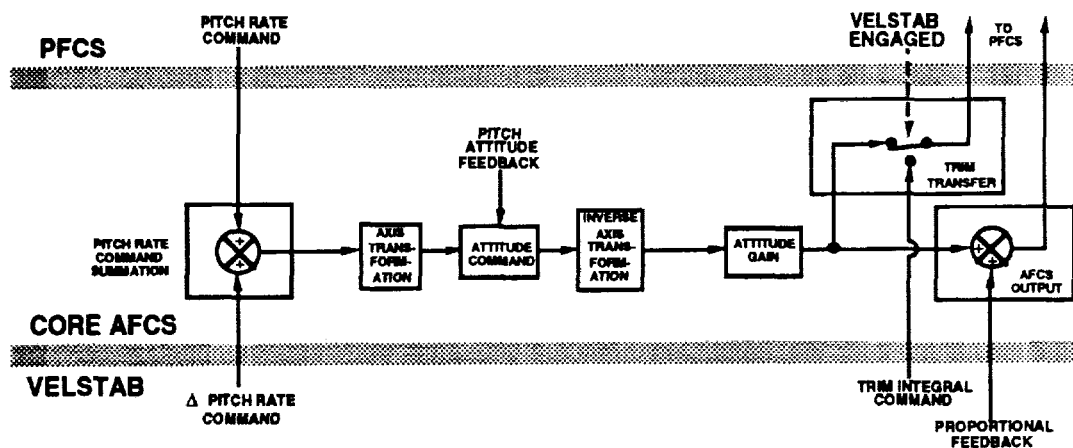 PITCH RATE
COMMAND
PFCS
VELSTAB
ENGAGED
TO
PFCS
PITCH
ATTITUDE
FEEDBACK
TRIM
TRANSFER
PITCH RATE
COMMAND
SUMMATION
+
+
AXIS
TRANS-
FORM-
ATION
ATTITUDE
COMMAND
INVERSE
AXIS
TRANS-
FORM-
ATION
ATTITUDE
GAIN
+
+
AFCS
OUTPUT
CORE AFCS
VELSTAB
Δ PITCH RATE
COMMAND
TRIM INTEGRAL
COMMAND
PROPORTIONAL
FEEDBACK